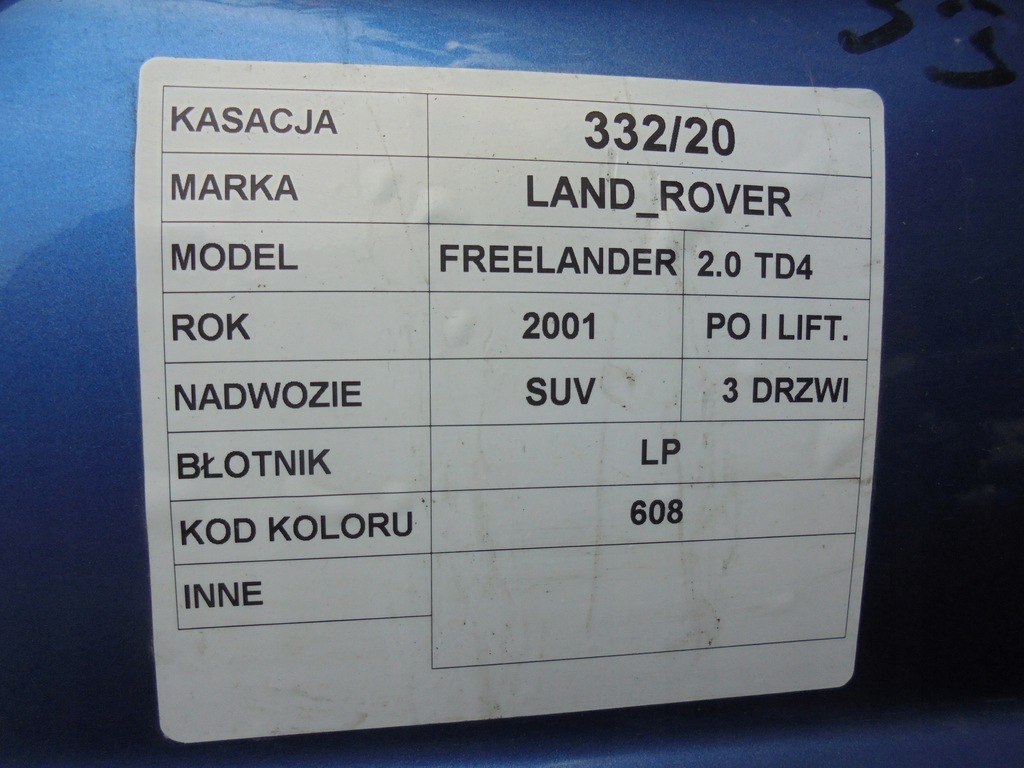 KASACJA 332/20
MARKA LAND_ROVER
MODEL FREELANDER 2.0 TD4
ROK 2001 PO I LIFT.
NADWOZIE SUV 3 DRZWI
BŁOTNIK LP
KOD KOLORU 608
INNE